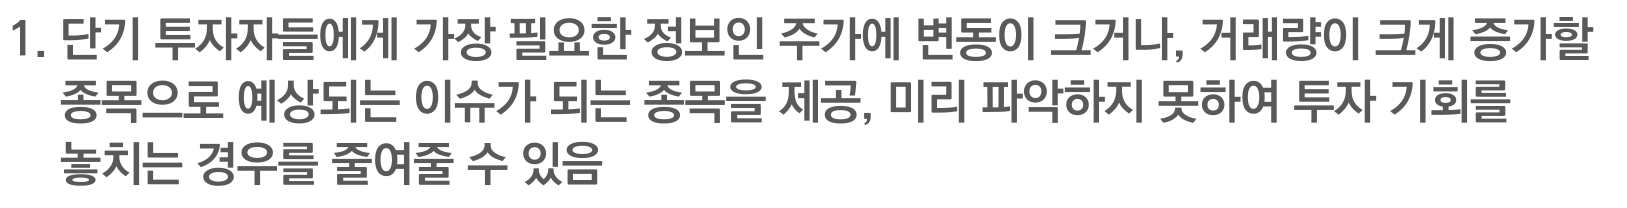 1. 단기 투자자들에게 가장 필요한 정보인 주가에 변동이 크거나, 거래량이 크게 증가할
종목으로 예상되는 이슈가 되는 종목을 제공, 미리 파악하지 못하여 투자 기회를
놓치는 경우를 줄여줄 수 있음